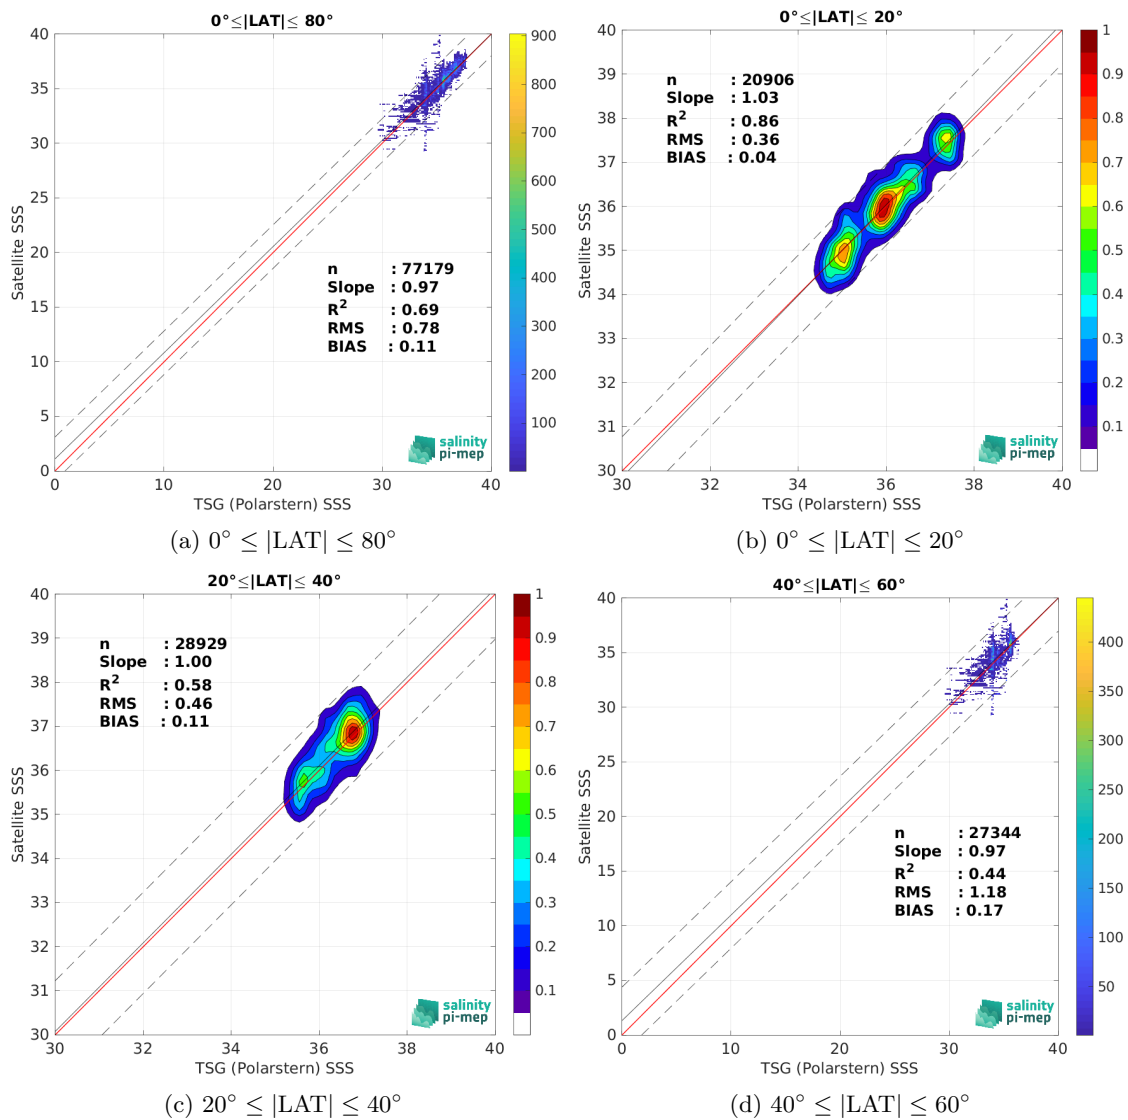 0°≤|LAT|≤ 80°
40
35
30
25
20
15
10
5
0
Satellite SSS
n : 77179
Slope : 0.97
R² : 0.69
RMS : 0.78
BIAS : 0.11
salinity
pi-mep
0 10 20 30 40
TSG (Polarstern) SSS
900
800
700
600
500
400
300
200
100
(a) 0° ≤ |LAT| ≤ 80°
0°≤|LAT|≤ 20°
40
39
38
37
36
35
34
33
32
31
30
Satellite SSS
n : 20906
Slope : 1.03
R² : 0.86
RMS : 0.36
BIAS : 0.04
salinity
pi-mep
30 32 34 36 38 40
TSG (Polarstern) SSS
1
0.9
0.8
0.7
0.6
0.5
0.4
0.3
0.2
0.1
(b) 0° ≤ |LAT| ≤ 20°
20°≤|LAT|≤ 40°
40
39
38
37
36
35
34
33
32
31
30
Satellite SSS
n : 28929
Slope : 1.00
R² : 0.58
RMS : 0.46
BIAS : 0.11
salinity
pi-mep
30 32 34 36 38 40
TSG (Polarstern) SSS
1
0.9
0.8
0.7
0.6
0.5
0.4
0.3
0.2
0.1
(c) 20° ≤ |LAT| ≤ 40°
40°≤|LAT|≤ 60°
40
35
30
25
20
15
10
5
0
Satellite SSS
n : 27344
Slope : 0.97
R² : 0.44
RMS : 1.18
BIAS : 0.17
salinity
pi-mep
0 10 20 30 40
TSG (Polarstern) SSS
400
350
300
250
200
150
100
50
(d) 40° ≤ |LAT| ≤ 60°